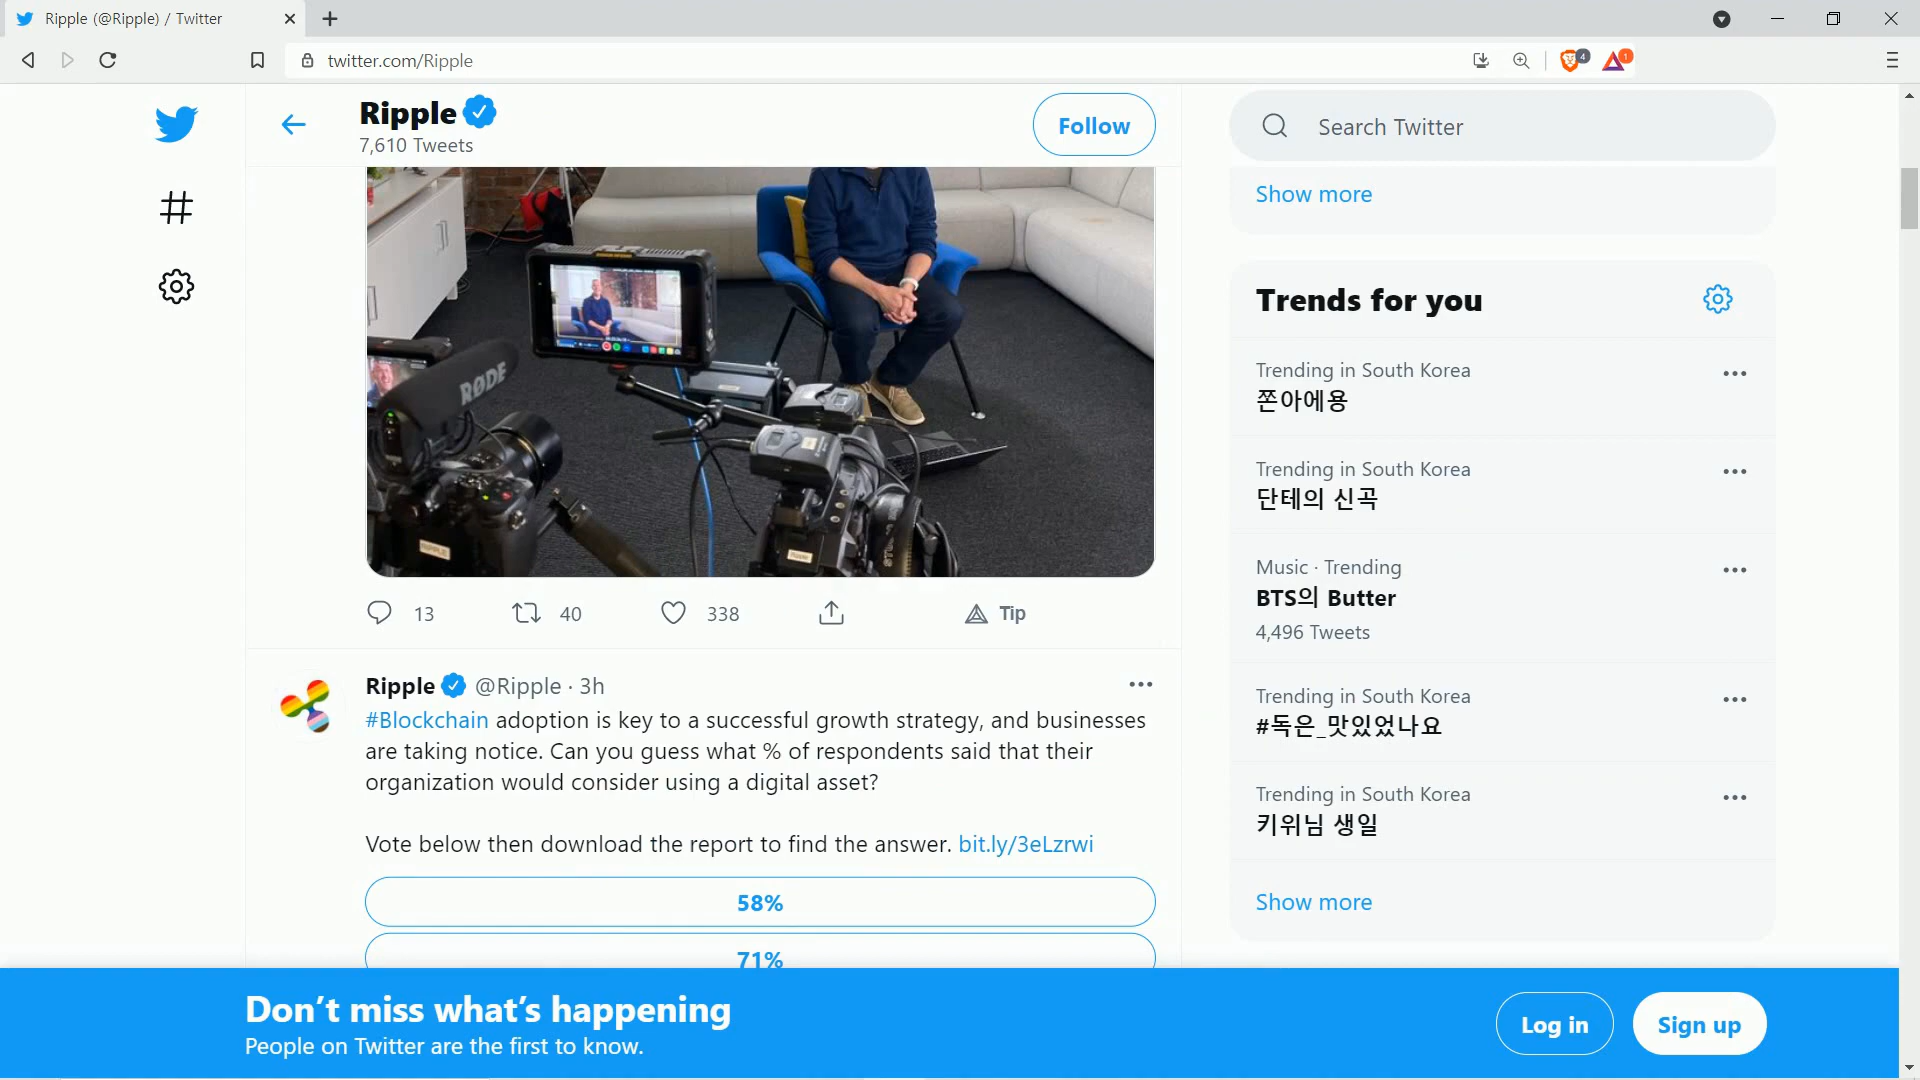 Ripple (@Ripple) / Twitter
twitter.com/Ripple
4
1
Ripple
7,610 Tweets
Follow
Search Twitter
Show more
Trends for you
Trending in South Korea
쫀아에용
Trending in South Korea
단테의 신곡
Music · Trending
BTS의 Butter
4,496 Tweets
Trending in South Korea
#독은_맛있었나요
Trending in South Korea
키위님 생일
Show more
RØDE
RIPPLE
Ripple
13
40
338
Tip
Ripple @Ripple · 3h
#Blockchain adoption is key to a successful growth strategy, and businesses
are taking notice. Can you guess what % of respondents said that their
organization would consider using a digital asset?
Vote below then download the report to find the answer. bit.ly/3eLzrwi
58%
71%
Don’t miss what’s happening
People on Twitter are the first to know.
Log in
Sign up